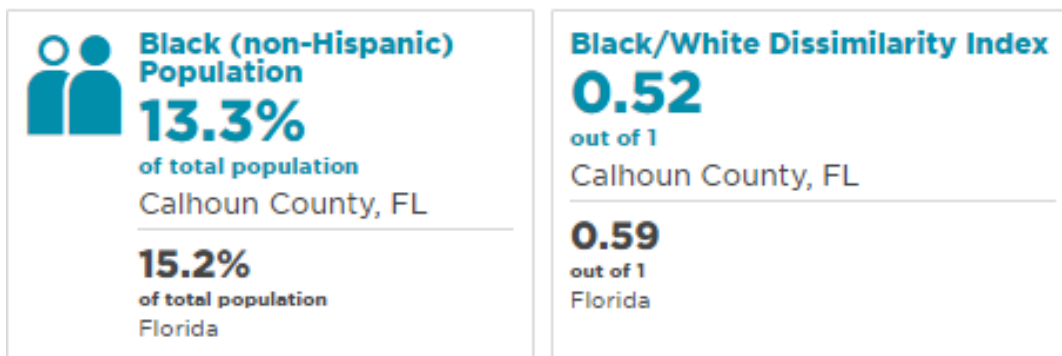 Black (non-Hispanic)
Population
13.3%
of total population
Calhoun County, FL
15.2%
of total population
Florida
Black/White Dissimilarity Index
0.52
out of 1
Calhoun County, FL
0.59
out of 1
Florida